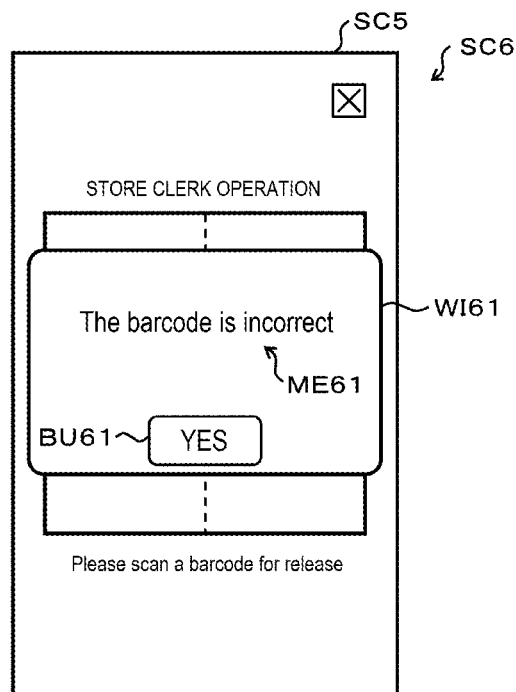 SC5
SC6
STORE CLERK OPERATION
The barcode is incorrect
WI61
ME61
BU61
YES
Please scan a barcode for release